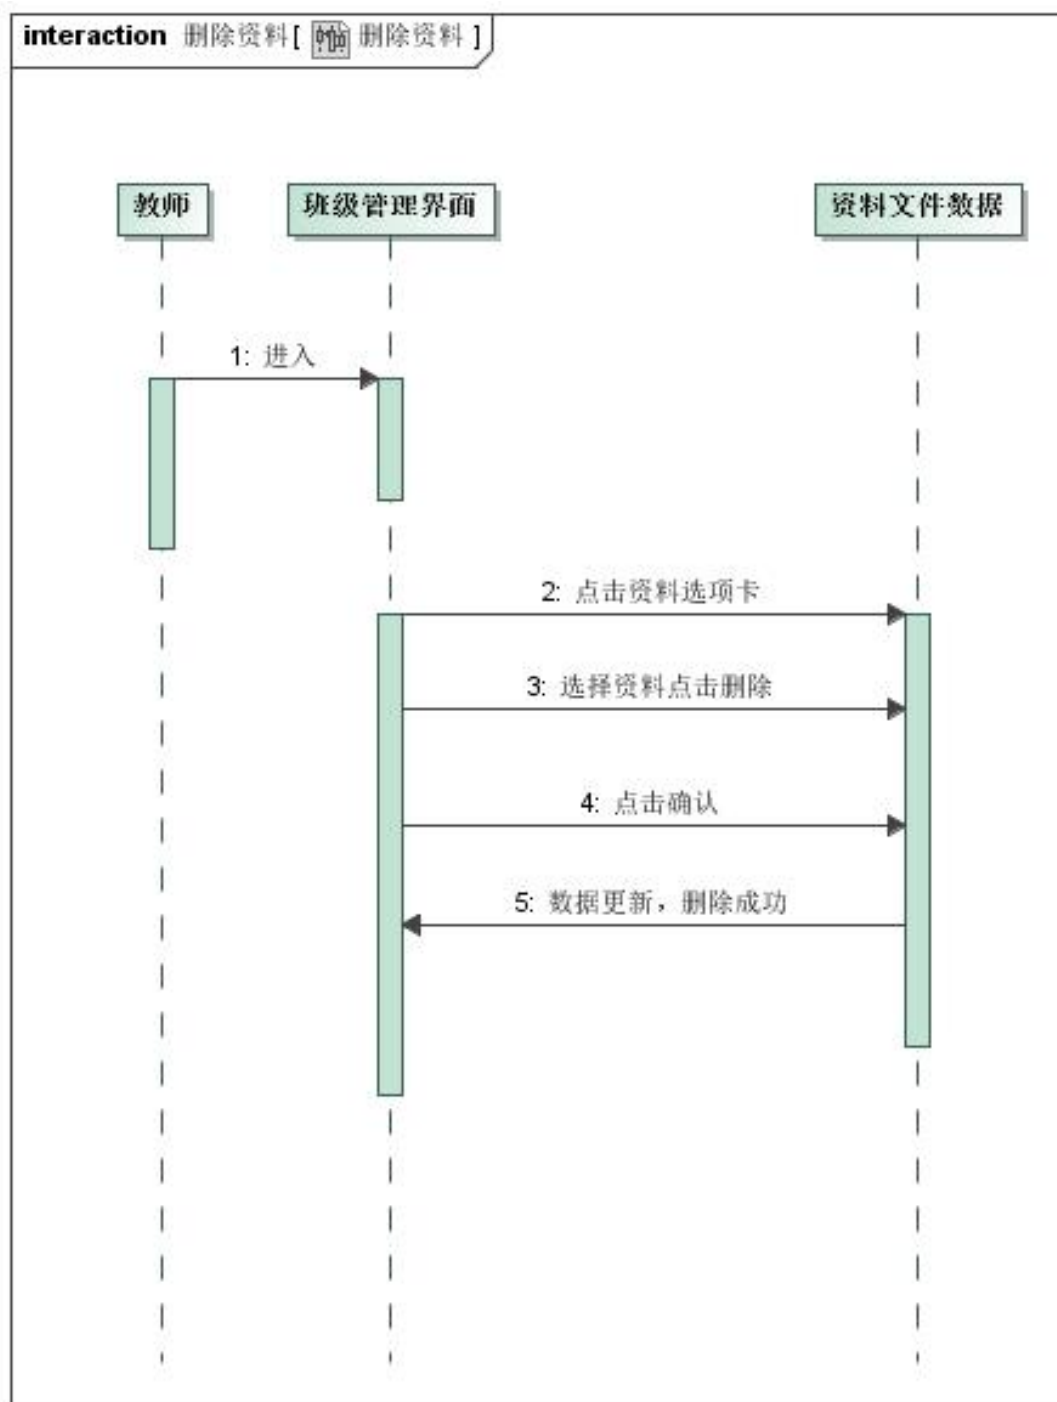 interaction 删除资料[ 删除资料 ]
教师
班级管理界面
资料文件数据
1: 进入
2: 点击资料选项卡
3: 选择资料点击删除
4: 点击确认
5: 数据更新，删除成功